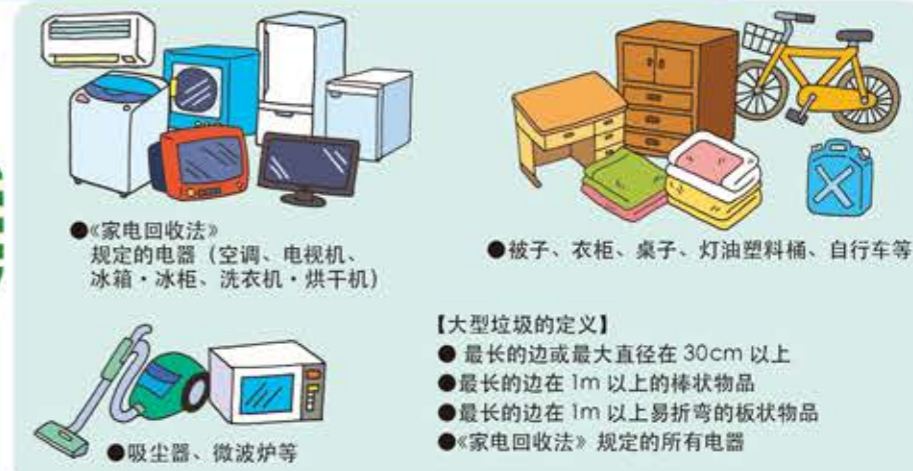 ●《家电回收法》
规定的电器（空调、电视机、
冰箱・冰柜、洗衣机・烘干机）
●被子、衣柜、桌子、灯油塑料桶、自行车等
●吸尘器、微波炉等
【大型垃圾的定义】
● 最长的边或最大直径在 30cm 以上
●最长的边在 1m 以上的棒状物品
●最长的边在 1m 以上易折弯的板状物品
●《家电回收法》规定的所有电器